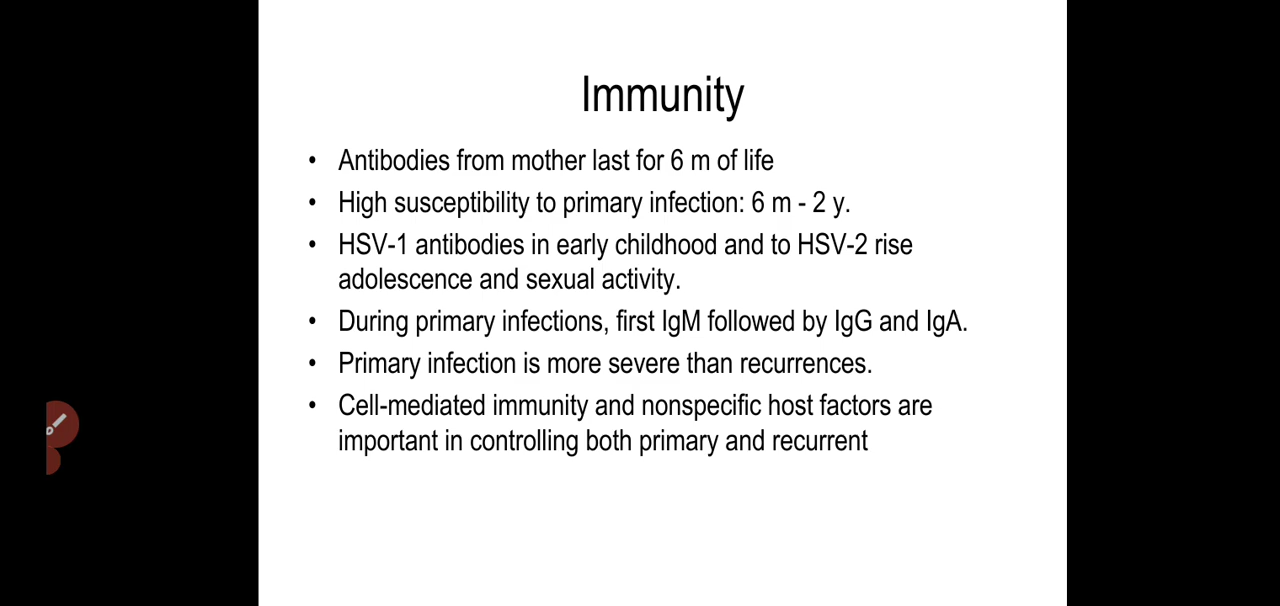 Immunity
• Antibodies from mother last for 6 m of life
• High susceptibility to primary infection: 6 m - 2 y.
• HSV-1 antibodies in early childhood and to HSV-2 rise
adolescence and sexual activity.
• During primary infections, first IgM followed by IgG and IgA.
• Primary infection is more severe than recurrences.
• Cell-mediated immunity and nonspecific host factors are
important in controlling both primary and recurrent